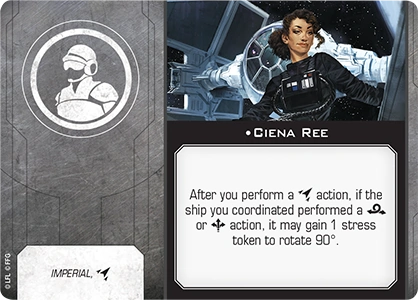 •Ciena Ree
After you perform a action, if the
ship you coordinated performed a
or action, it may gain 1 stress
token to rotate 90°.
IMPERIAL,
© LFL © FFG